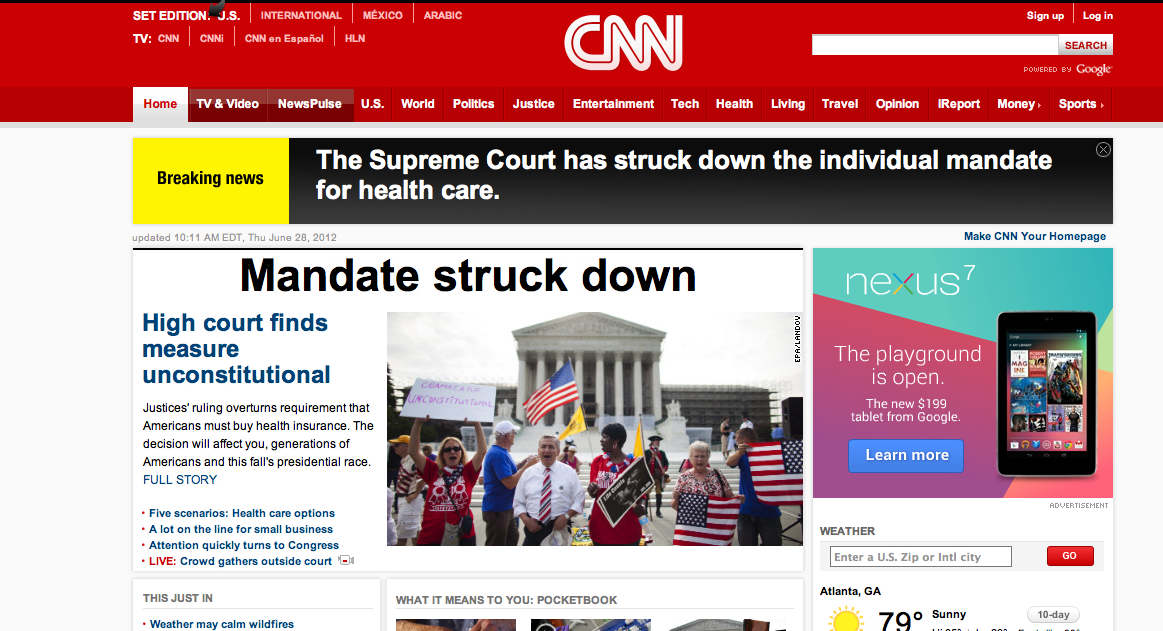 SET EDITION: U.S.
INTERNATIONAL
MÉXICO
ARABIC
Sign up
Log in
TV:
CNN
CNNi
CNN en Español
HLN
CNN
SEARCH
POWERED BY Google
Home
TV & Video
NewsPulse
U.S.
World
Politics
Justice
Entertainment
Tech
Health
Living
Travel
Opinion
iReport
Money ›
Sports ›
Breaking news
The Supreme Court has struck down the individual mandate
for health care.
updated 10:11 AM EDT, Thu June 28, 2012
Make CNN Your Homepage
Mandate struck down
High court finds
measure
unconstitutional
Justices' ruling overturns requirement that
Americans must buy health insurance. The
decision will affect you, generations of
Americans and this fall's presidential race.
FULL STORY
• Five scenarios: Health care options
• A lot on the line for small business
• Attention quickly turns to Congress
• LIVE: Crowd gathers outside court
EPA/LANDOV
OBAMACARE
UNCONSTITUTIONAL
nexus 7
The playground
is open.
The new $199
tablet from Google.
Learn more
ADVERTISEMENT
WEATHER
Enter a U.S. Zip or Intl city
GO
Atlanta, GA
79°
Sunny
10-day
THIS JUST IN
• Weather may calm wildfires
WHAT IT MEANS TO YOU: POCKETBOOK